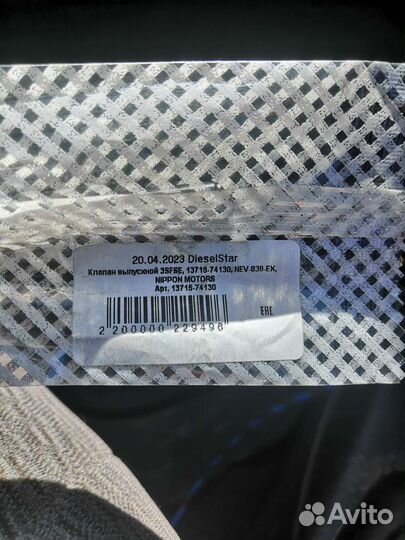 20.04.2023 DieselStar
Клапан выпускной 3SFSE, 13715-74130, NEV-839-EX,
NIPPON MOTORS
Арт. 13715-74130
2 200000 229496
EAC
Avito